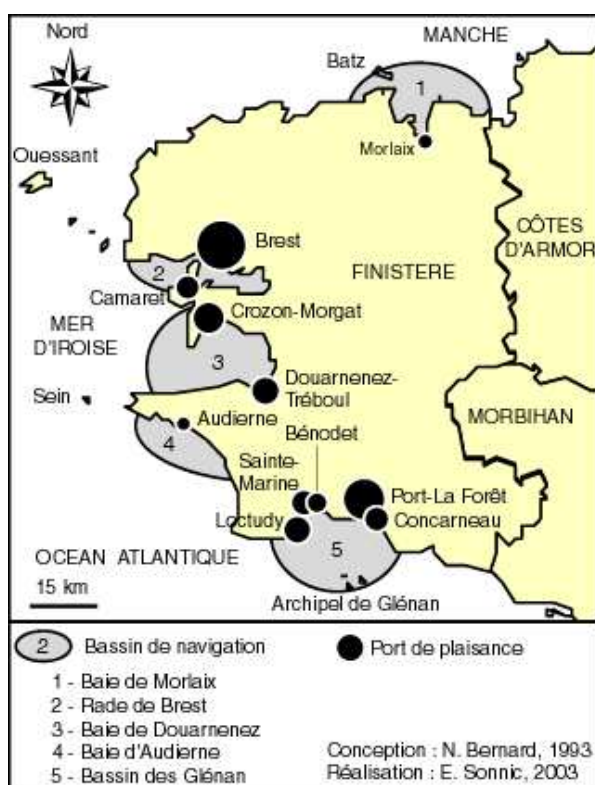 Nord
MANCHE
Batz
1
Morlaix
Ouessant
CÔTES
D'ARMOR
Brest
FINISTERE
2
Camaret
Crozon-Morgat
MER
D'IROISE
3
Sein
Douarnenez-
Tréboul
MORBIHAN
Audierne
4
Bénodet
Sainte-
Marine
Port-La Forêt
Loctudy
Concarneau
OCEAN ATLANTIQUE
5
15 km
Archipel de Glénan
2 Bassin de navigation
Port de plaisance
1 - Baie de Morlaix
2 - Rade de Brest
3 - Baie de Douarnenez
4 - Baie d'Audierne
5 - Bassin des Glénan
Conception : N. Bernard, 1993
Réalisation : E. Sonnic, 2003